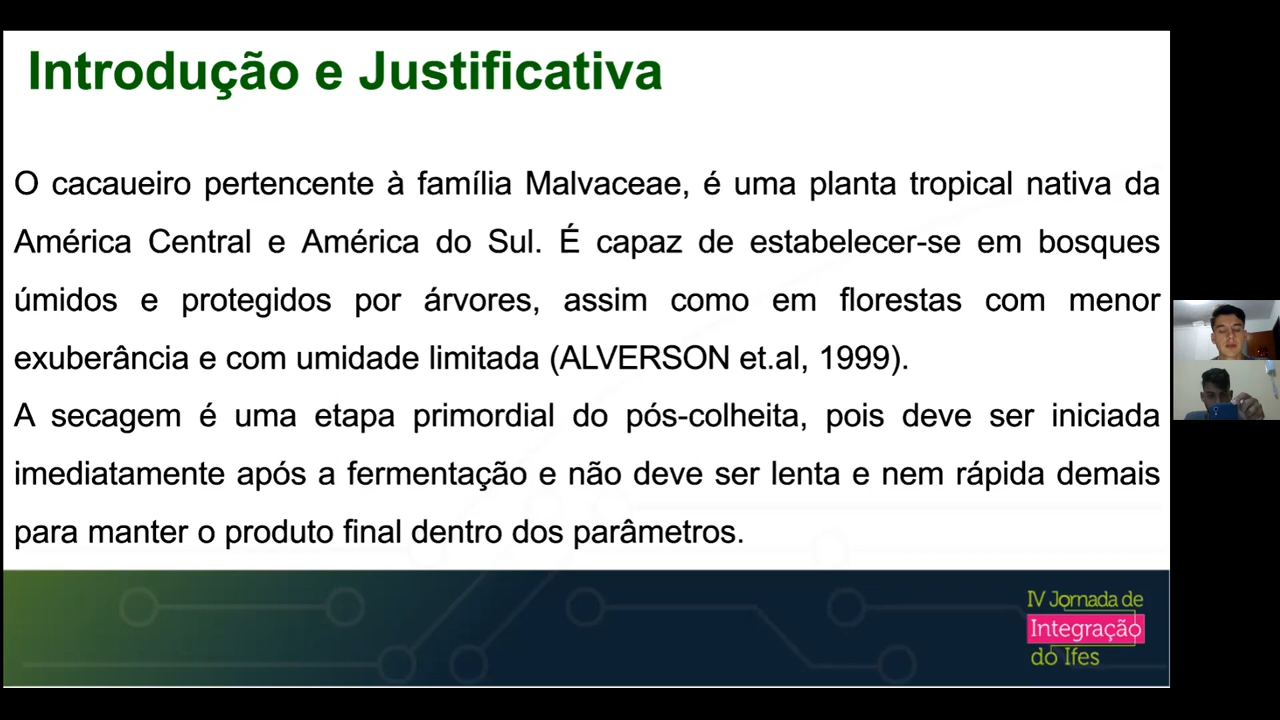 Introdução e Justificativa
O cacaueiro pertencente à família Malvaceae, é uma planta tropical nativa da
América Central e América do Sul. É capaz de estabelecer-se em bosques
úmidos e protegidos por árvores, assim como em florestas com menor
exuberância e com umidade limitada (ALVERSON et.al, 1999).
A secagem é uma etapa primordial do pós-colheita, pois deve ser iniciada
imediatamente após a fermentação e não deve ser lenta e nem rápida demais
para manter o produto final dentro dos parâmetros.
IV Jornada de
Integração
do Ifes